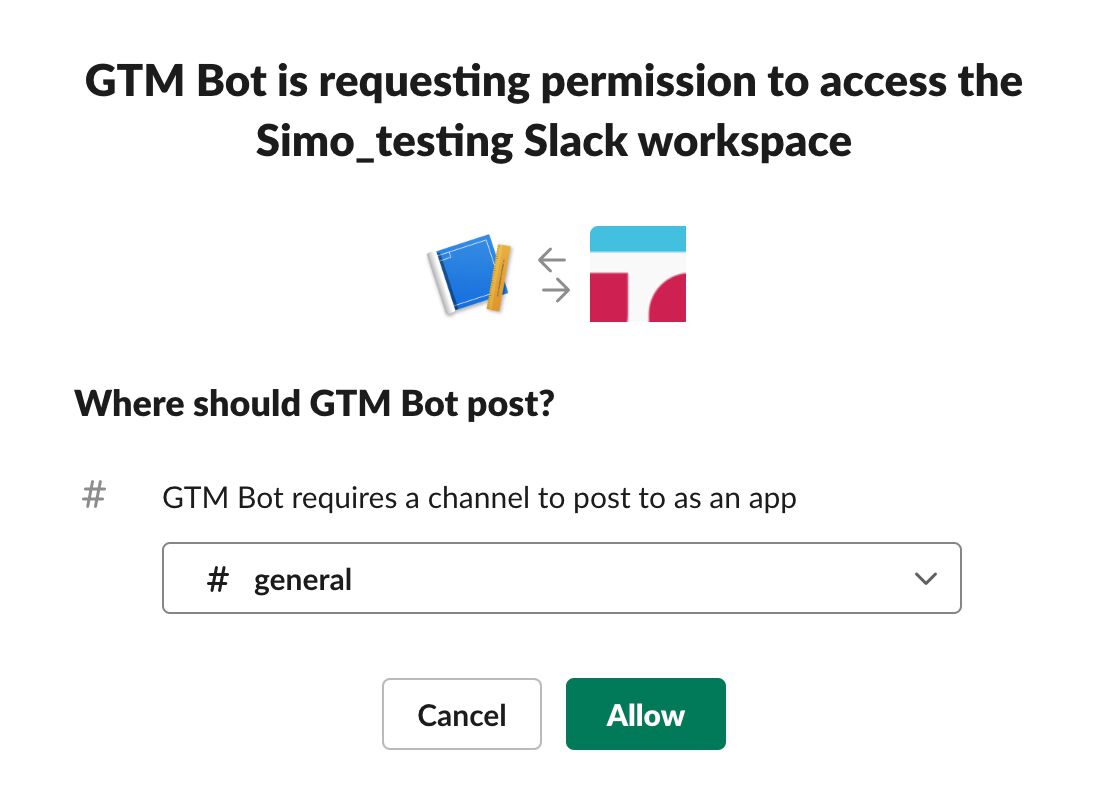 GTM Bot is requesting permission to access the
Simo_testing Slack workspace
Where should GTM Bot post?
# GTM Bot requires a channel to post to as an app
# general
Cancel Allow